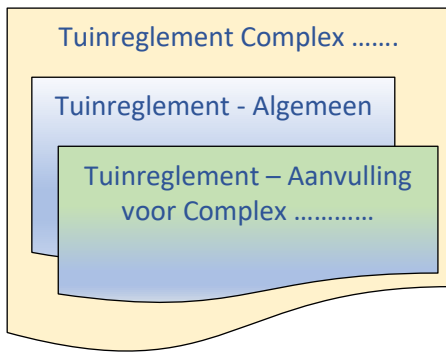 Tuinreglement Complex …….
Tuinreglement - Algemeen
Tuinreglement – Aanvulling
voor Complex …………